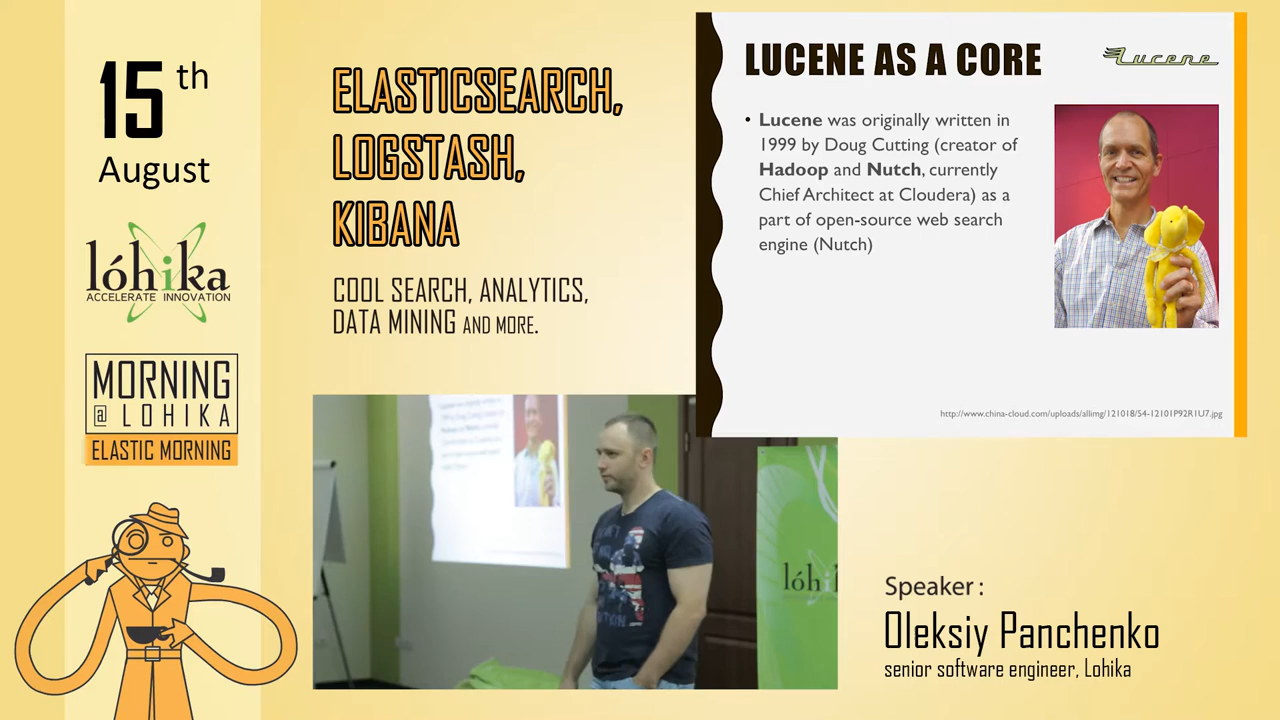 15th
August
lóhika
ACCELERATE INNOVATION
MORNING
@ LOHIKA
ELASTIC MORNING
ELASTICSEARCH,
LOGSTASH,
KIBANA
COOL SEARCH, ANALYTICS,
DATA MINING AND MORE.
LUCENE AS A CORE
Lucene
• Lucene was originally written in
1999 by Doug Cutting (creator of
Hadoop and Nutch, currently
Chief Architect at Cloudera) as a
part of open-source web search
engine (Nutch)
http://www.china-cloud.com/uploads/allimg/121018/54-12101P92R1U7.jpg
lóhi
Speaker :
Oleksiy Panchenko
senior software engineer, Lohika